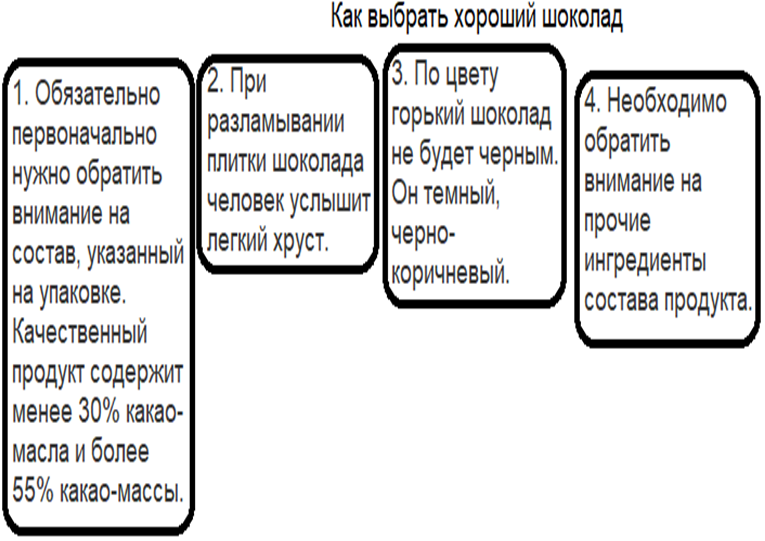 Как выбрать хороший шоколад
1. Обязательно
первоначально
нужно обратить
внимание на
состав, указанный
на упаковке.
Качественный
продукт содержит
менее 30% какао-
масла и более
55% какао-массы.
2. При
разламывании
плитки шоколада
человек услышит
легкий хруст.
3. По цвету
горький шоколад
не будет черным.
Он темный,
черно-
коричневый.
4. Необходимо
обратить
внимание на
прочие
ингредиенты
состава продукта.